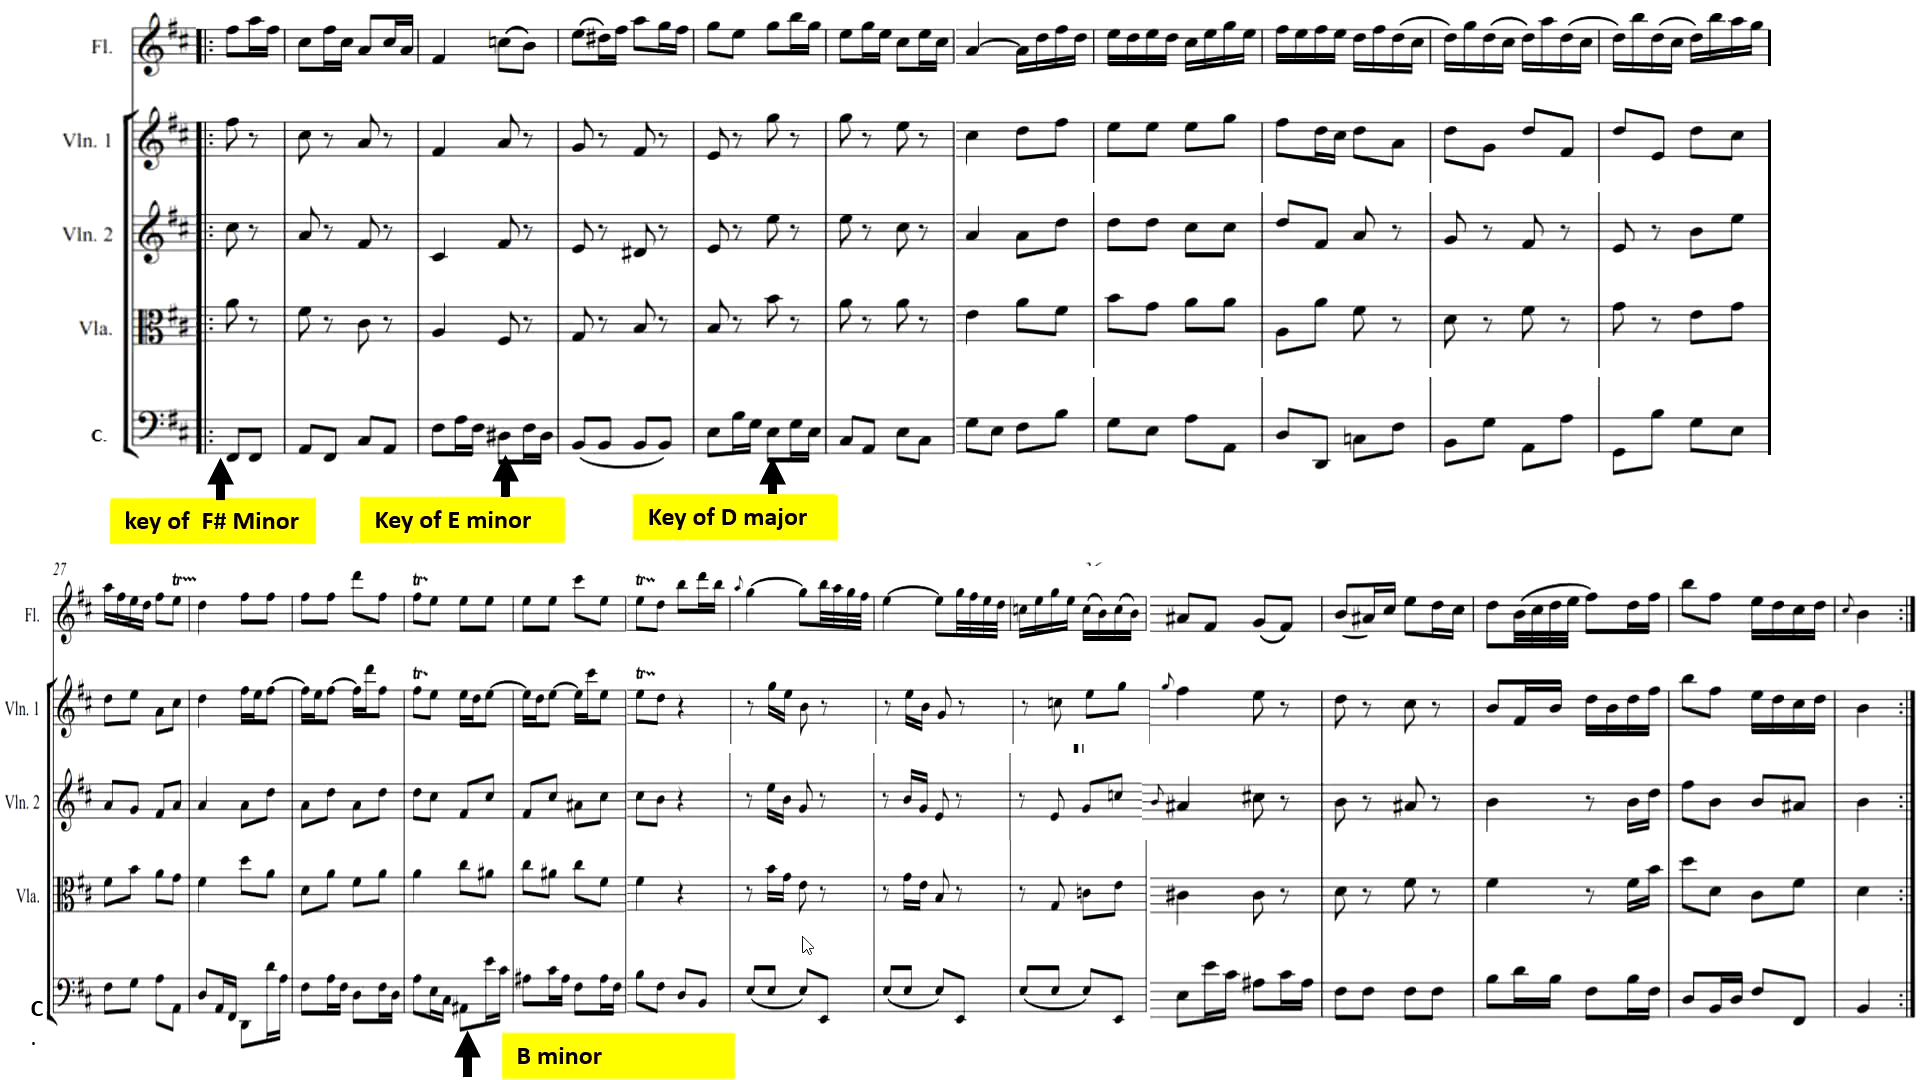 Fl.
Vln. 1
Vln. 2
Vla.
C.
key of F# Minor
Key of E minor
Key of D major
27
tr
tr
tr
Fl.
tr
tr
Vln. 1
Vln. 2
Vla.
C
.
B minor